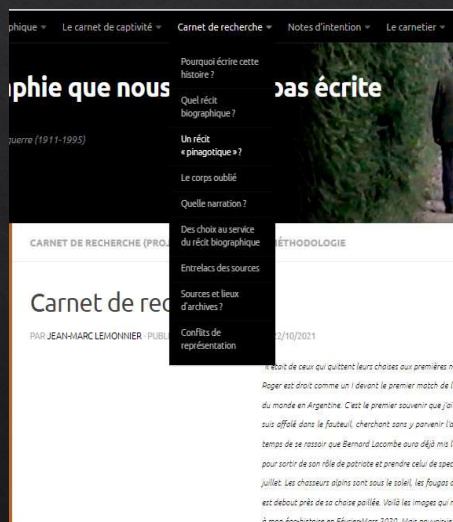 phique Le carnet de captivité Carnet de recherche Notes d'intention Le carnetier
phie que nous pas écrite
guerre (1911-1995)
Pourquoi écrire cette
histoire ?
Quel récit
biographique ?
Un récit
« pinagotique » ?
Le corps oublié
Quelle narration ?
Des choix au service
du récit biographique
Entrelacs des sources
Sources et lieux
d'archives ?
Conflits de
représentation
CARNET DE RECHERCHE (PROJ ÉTHODOLOGIE
Carnet de rec
PAR JEAN-MARC LEMONNIER · PUBLI 22/10/2021
était de ceux qui quittent leurs chaises aux premières
Roger est droit comme un I devant le premier match de l
du monde en Argentine. C'est le premier souvenir que j'ai
suis affalé dans le fauteuil, cherchant sans y parvenir l'a
temps de se rassoir que Bernard Lacombe aura déjà mis
pour sortir de son rôle de patriote et prendre celui de spec
juillet. Les chasseurs alpins sont sous le soleil, les fougas
est debout près de sa chaise paillée. Voilà les images qui